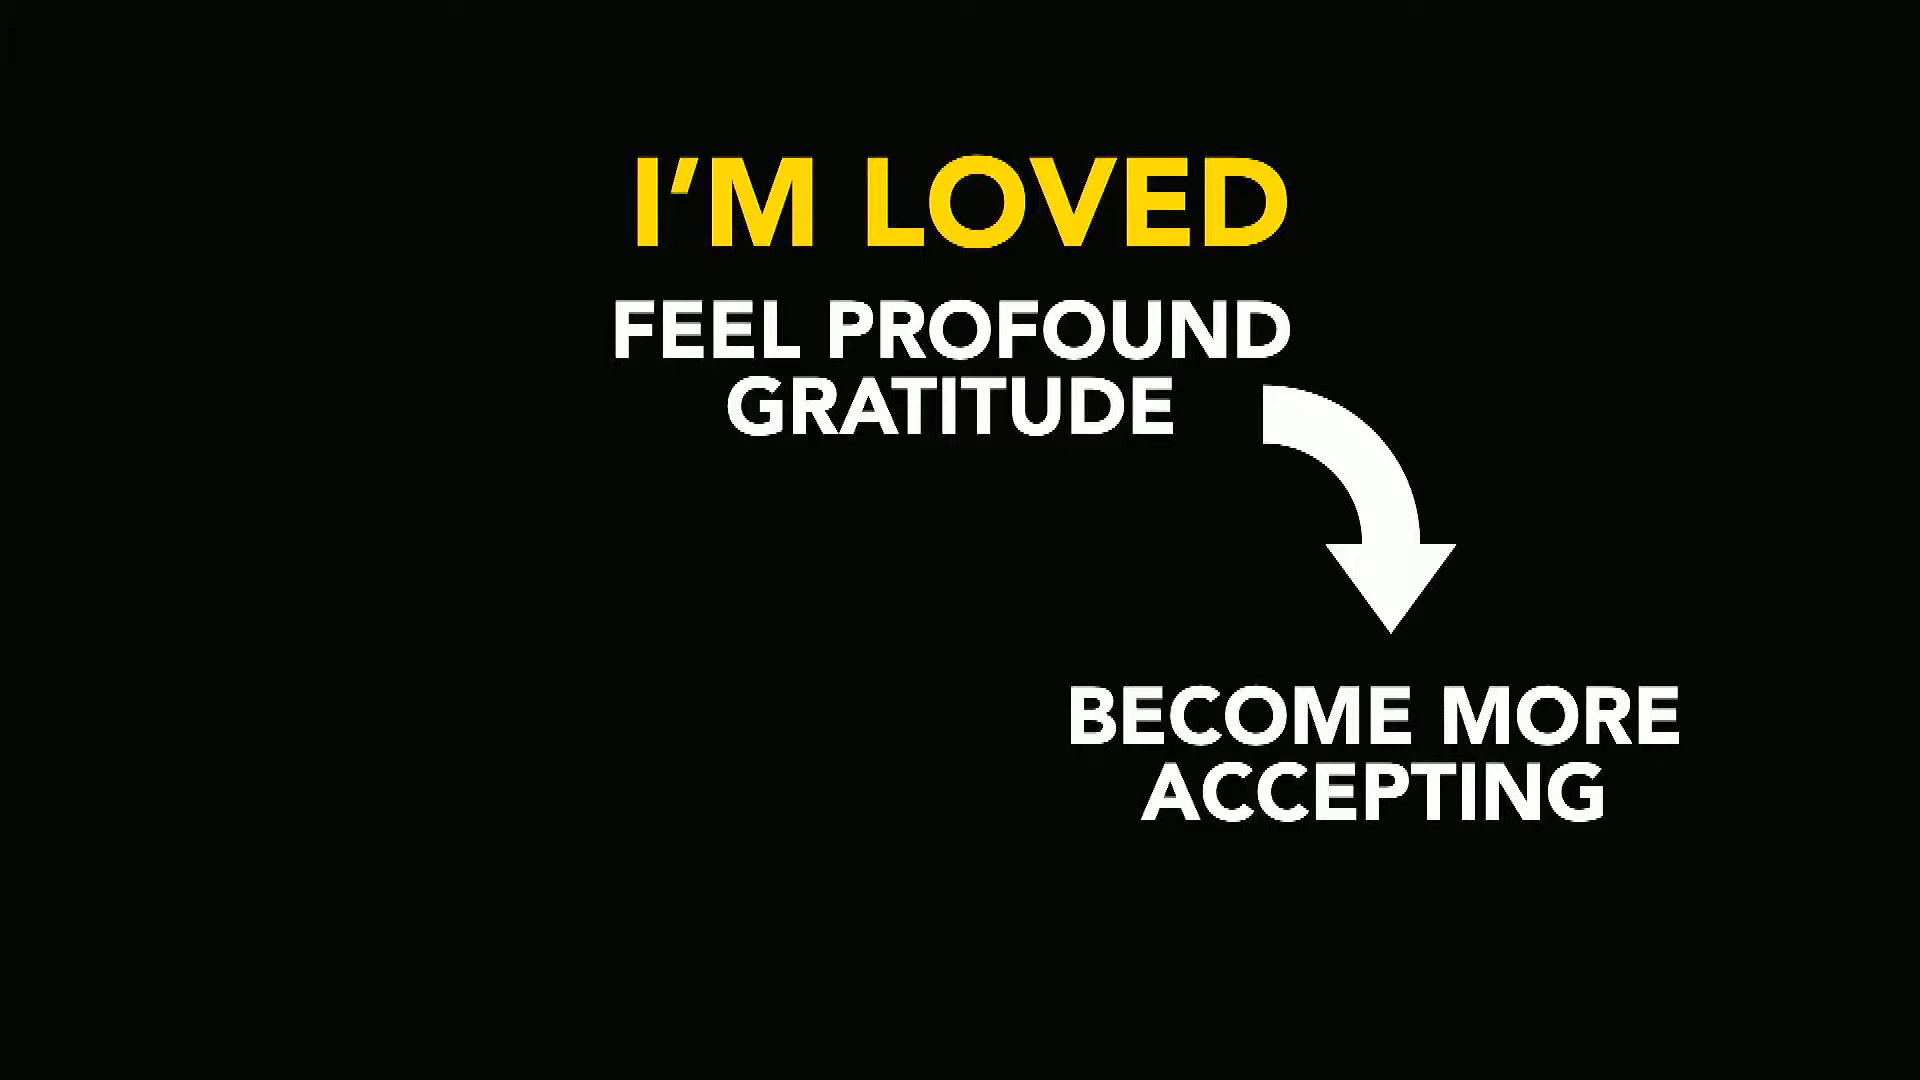 I’M LOVED
FEEL PROFOUND
GRATITUDE
BECOME MORE
ACCEPTING